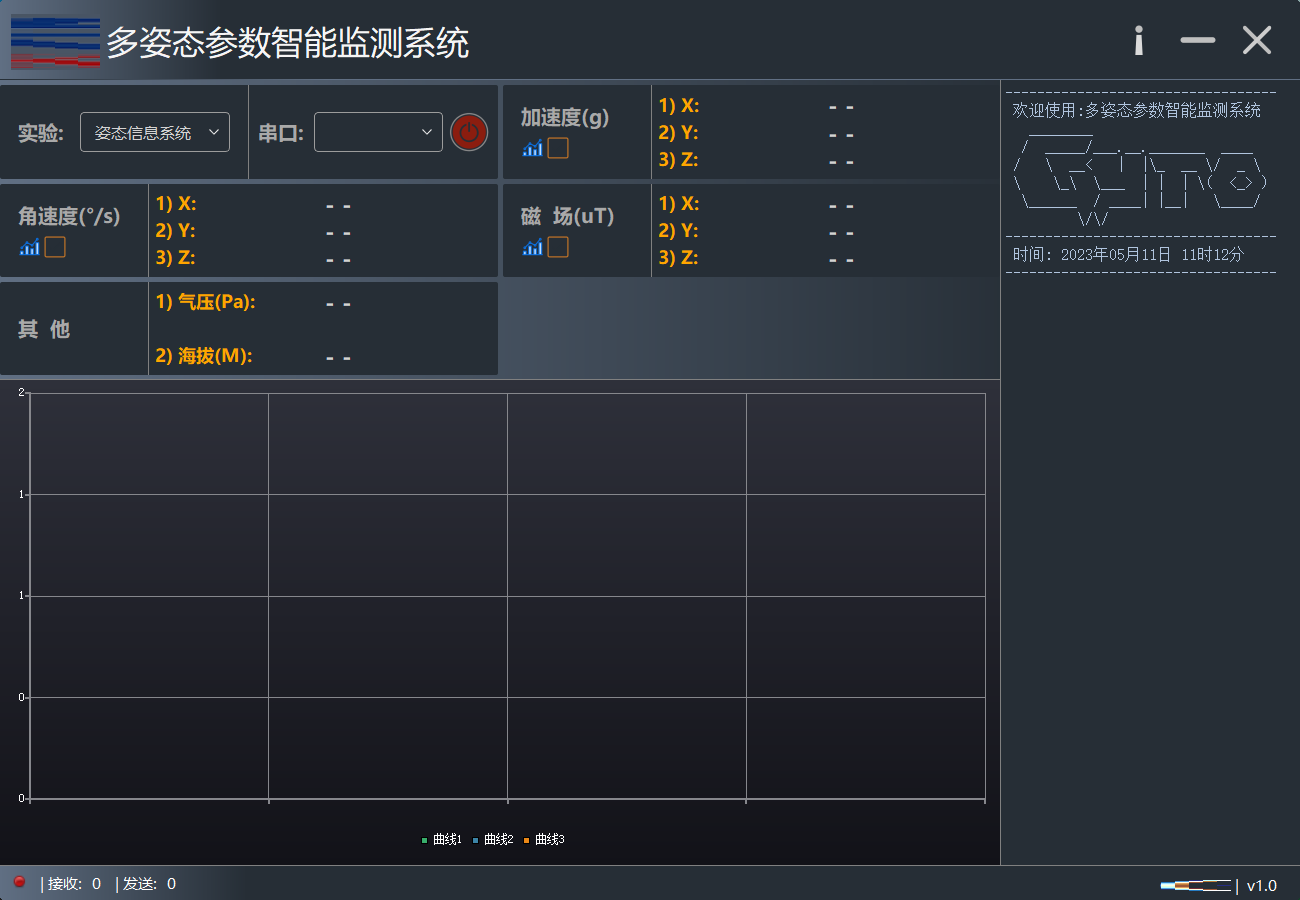 多姿态参数智能监测系统
实验: 姿态信息系统 串口:
加速度(g)
1) X: - -
2) Y: - -
3) Z: - -
角速度(°/s)
1) X: - -
2) Y: - -
3) Z: - -
磁 场(uT)
1) X: - -
2) Y: - -
3) Z: - -
其 他
1) 气压(Pa): - -
2) 海拔(M): - -
2
1
1
0
0
曲线1 曲线2 曲线3
欢迎使用:多姿态参数智能监测系统
时间: 2023年05月11日 11时12分
|接收: 0 |发送: 0
| v1.0